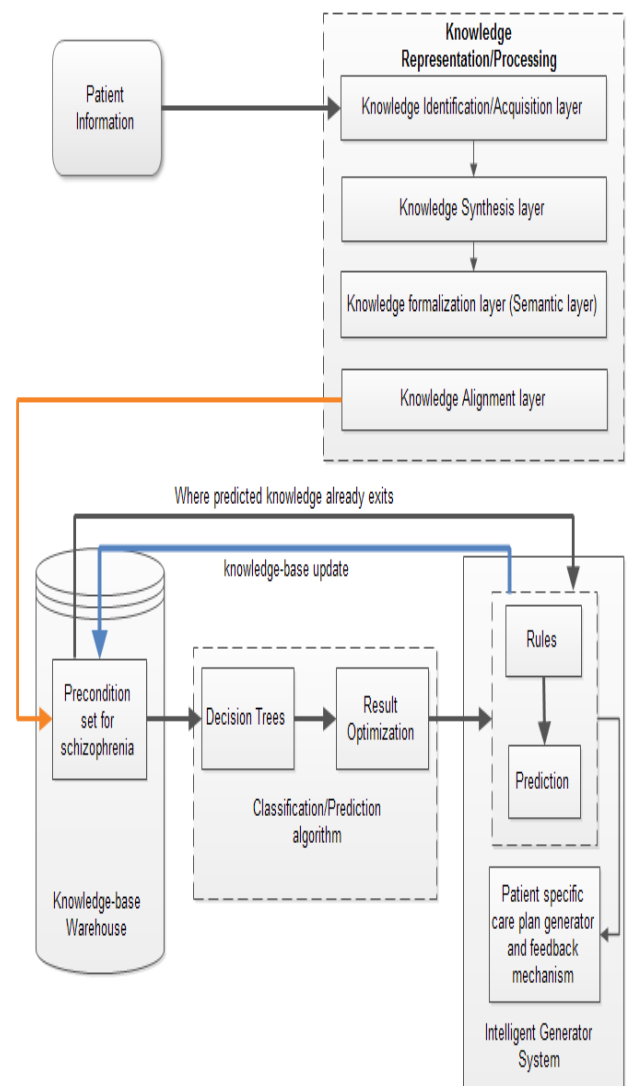 Knowledge
Representation/Processing
Patient
Information
Knowledge Identification/Acquisition layer
Knowledge Synthesis layer
Knowledge formalization layer (Semantic layer)
Knowledge Alignment layer
Where predicted knowledge already exits
knowledge-base update
Precondition
set for
schizophrenia
Knowledge-base
Warehouse
Decision Trees
Result
Optimization
Classification/Prediction
algorithm
Rules
Prediction
Patient specific
care plan generator
and feedback
mechanism
Intelligent Generator
System